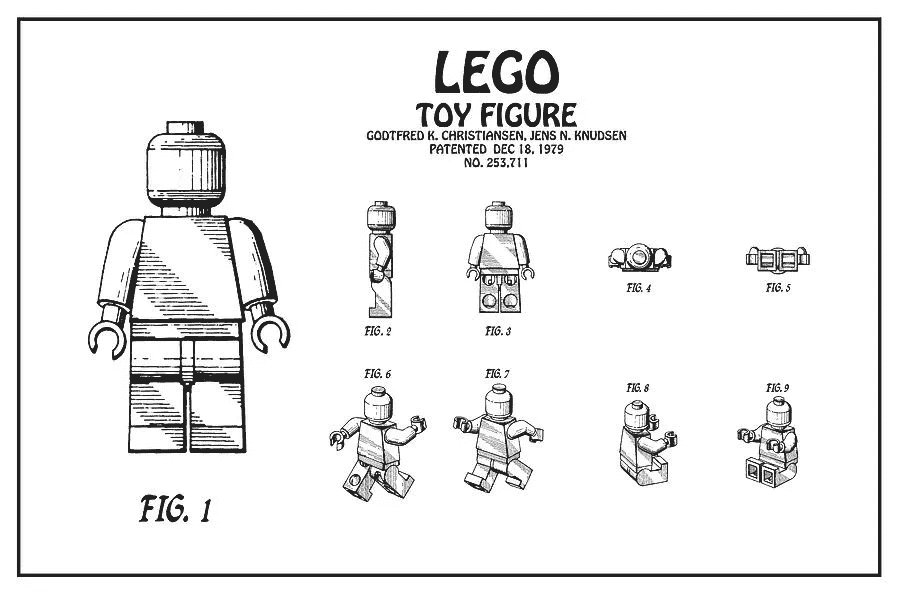 LEGO
TOY FIGURE
GODTFRED K. CHRISTIANSEN, JENS N. KNUDSEN
PATENTED DEC 18, 1979
NO. 253,711
FIG. 1
FIG. 2
FIG. 3
FIG. 4
FIG. 5
FIG. 6
FIG. 7
FIG. 8
FIG. 9